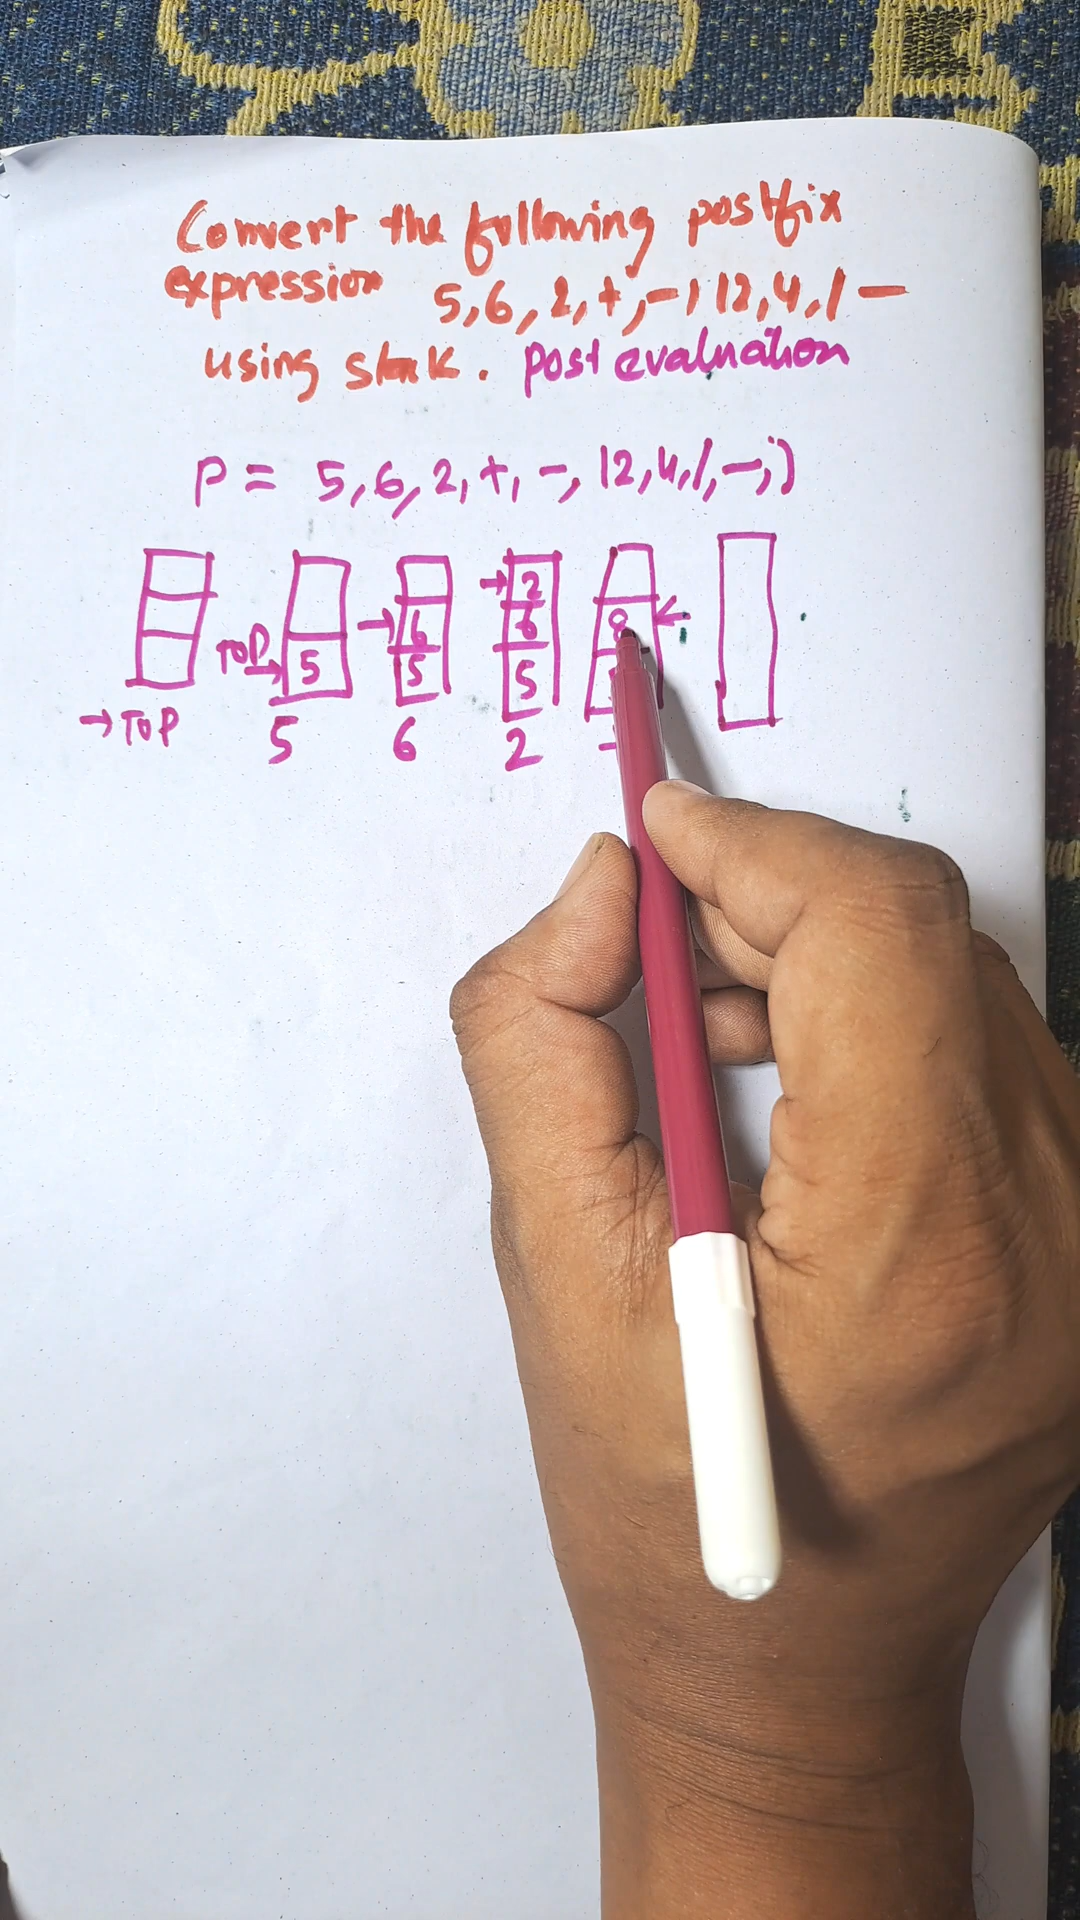 Convert the following postfix
expression 5,6,2,+,-,12,4,/-
using stak. post evaluation
P = 5,6,2,+,-,12,4,/,-,)
→ 2
→ 6 6 8 ←
TOP → 5 5 5
→ TOP 5 6 2